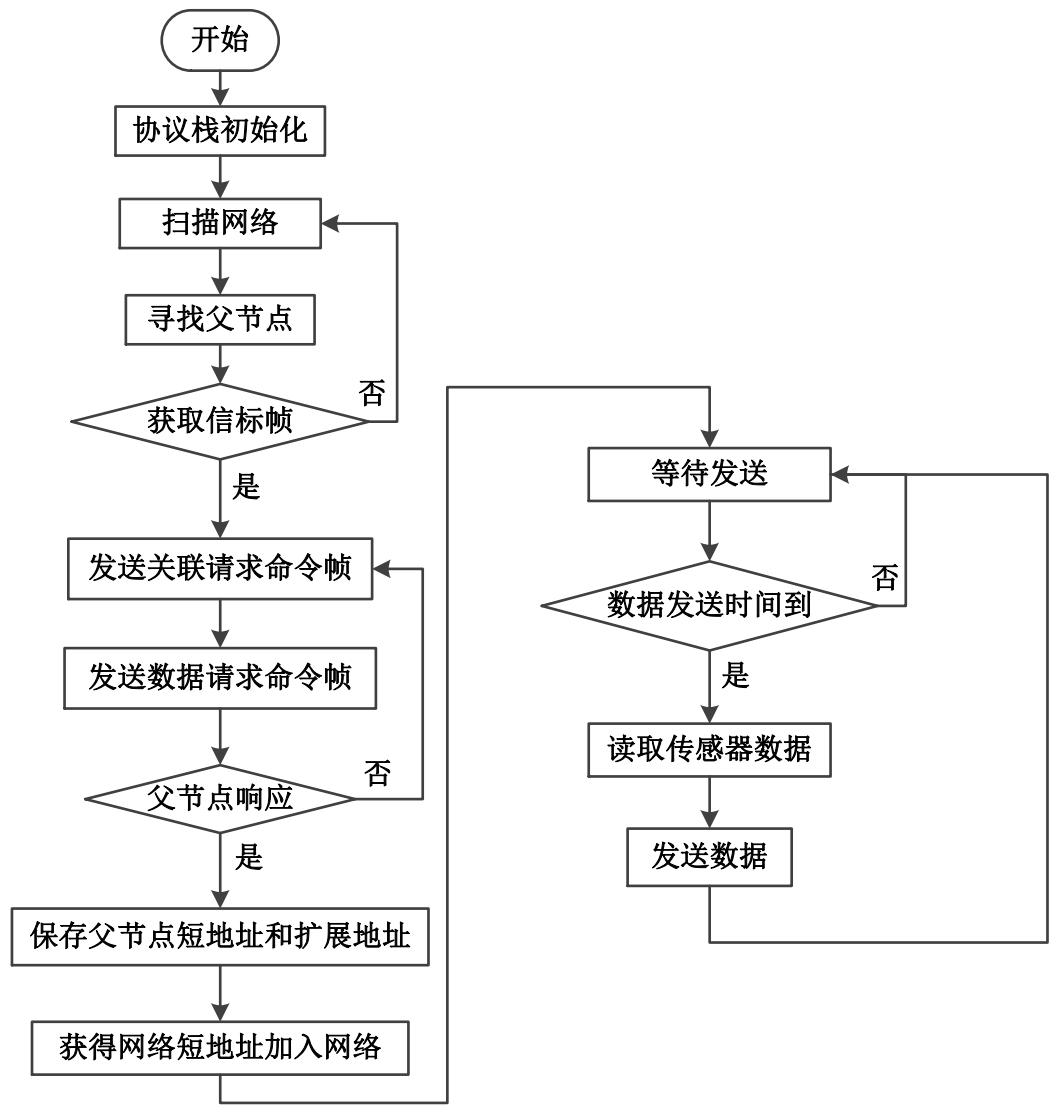 开始
协议栈初始化
扫描网络
寻找父节点
获取信标帧
否
是
发送关联请求命令帧
发送数据请求命令帧
父节点响应
否
是
保存父节点短地址和扩展地址
获得网络短地址加入网络
等待发送
数据发送时间到
否
是
读取传感器数据
发送数据